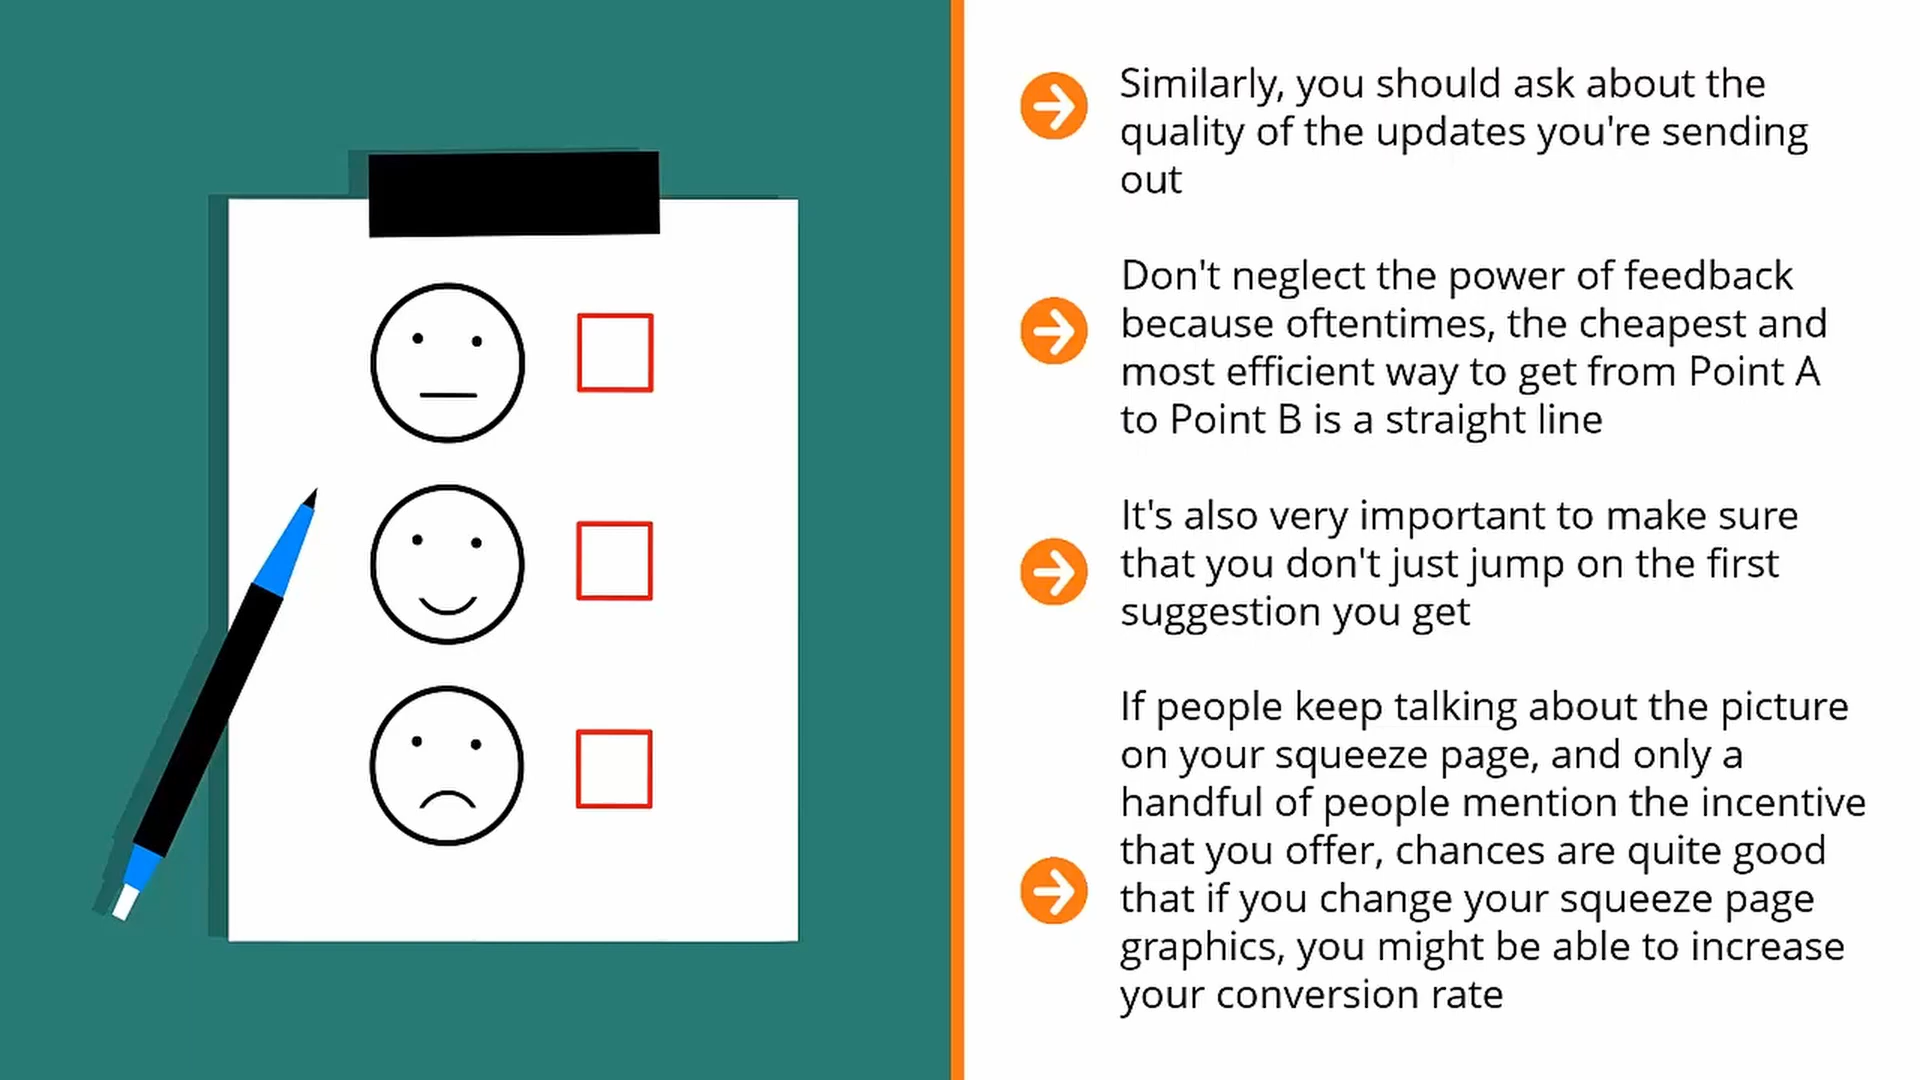 Similarly, you should ask about the
quality of the updates you're sending
out
Don't neglect the power of feedback
because oftentimes, the cheapest and
most efficient way to get from Point A
to Point B is a straight line
It's also very important to make sure
that you don't just jump on the first
suggestion you get
If people keep talking about the picture
on your squeeze page, and only a
handful of people mention the incentive
that you offer, chances are quite good
that if you change your squeeze page
graphics, you might be able to increase
your conversion rate